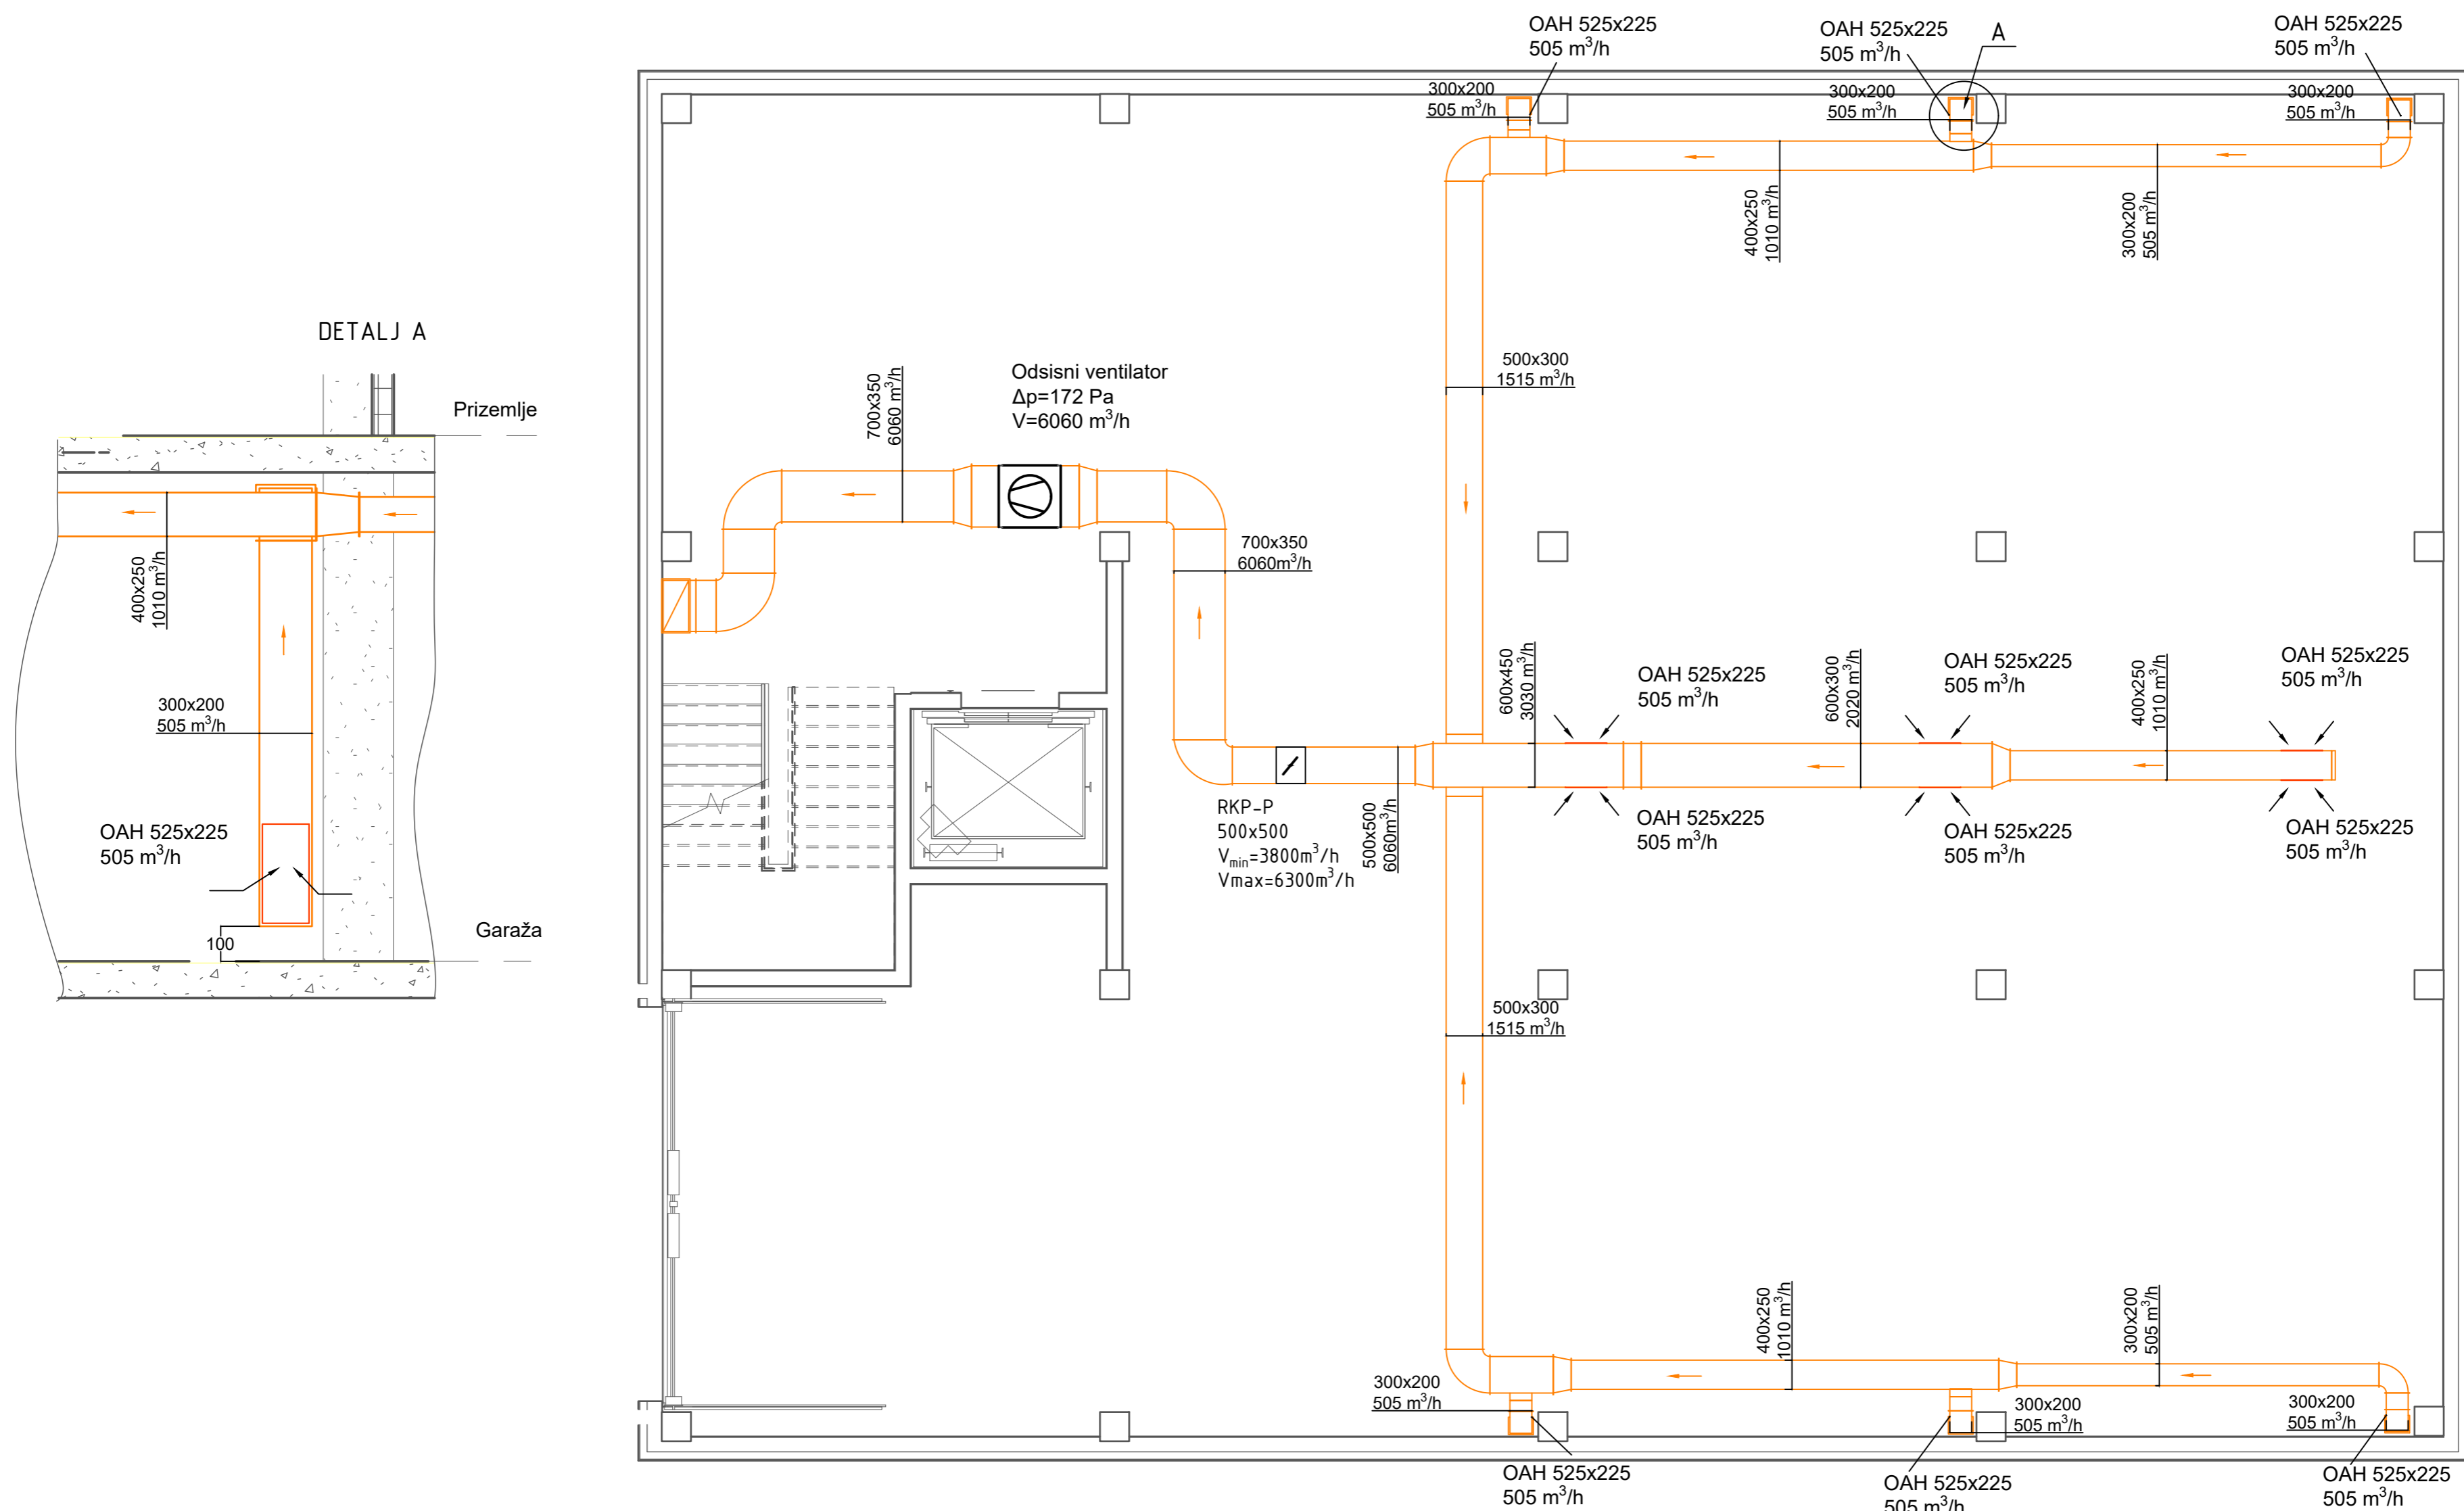 OAH 525x225
505 m³/h
OAH 525x225
505 m³/h
A
OAH 525x225
505 m³/h
300x200
505 m³/h
300x200
505 m³/h
300x200
505 m³/h
400x250
1010 m³/h
300x200
505 m³/h
DETALJ A
Prizemlje
400x250
1010 m³/h
300x200
505 m³/h
OAH 525x225
505 m³/h
100
Garaža
700x350
6060 m³/h
Odsisni ventilator
Δp=172 Pa
V=6060 m³/h
500x300
1515 m³/h
700x350
6060m³/h
600x450
3030 m³/h
OAH 525x225
505 m³/h
600x300
2020 m³/h
OAH 525x225
505 m³/h
400x250
1010 m³/h
OAH 525x225
505 m³/h
RKP-P
500x500
Vmin=3800m³/h
Vmax=6300m³/h
500x500
6060m³/h
OAH 525x225
505 m³/h
OAH 525x225
505 m³/h
OAH 525x225
505 m³/h
500x300
1515 m³/h
400x250
1010 m³/h
300x200
505 m³/h
300x200
505 m³/h
300x200
505 m³/h
300x200
505 m³/h
OAH 525x225
505 m³/h
OAH 525x225
505 m³/h
OAH 525x225
505 m³/h